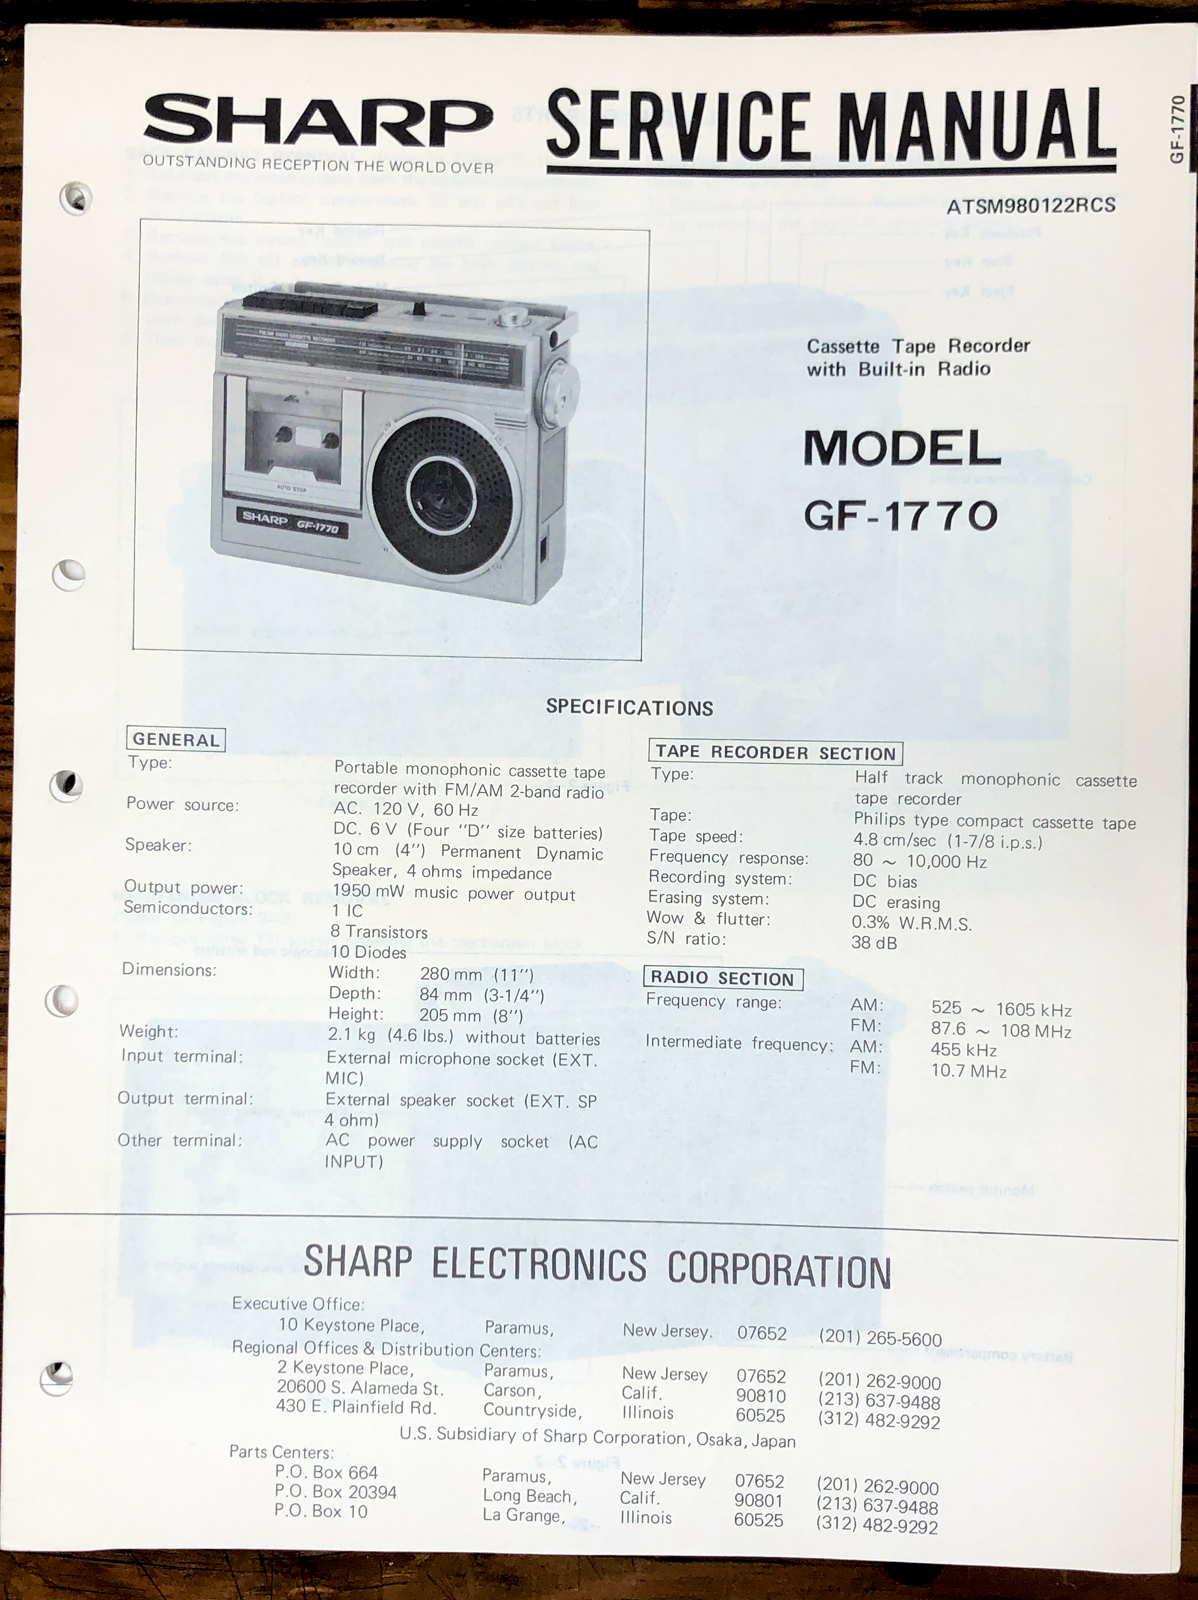 SHARP
OUTSTANDING RECEPTION THE WORLD OVER
SERVICE MANUAL
GF-1770
ATSM980122RCS
AUTO STOP
SHARP GF-1770
Cassette Tape Recorder
with Built-in Radio
MODEL
GF-1770
SPECIFICATIONS
GENERAL
Type: Portable monophonic cassette tape
recorder with FM/AM 2-band radio
Power source: AC. 120 V, 60 Hz
DC. 6 V (Four "D" size batteries)
Speaker: 10 cm (4") Permanent Dynamic
Speaker, 4 ohms impedance
Output power: 1950 mW music power output
Semiconductors: 1 IC
8 Transistors
10 Diodes
Dimensions: Width: 280 mm (11")
Depth: 84 mm (3-1/4")
Height: 205 mm (8")
Weight: 2.1 kg (4.6 lbs.) without batteries
Input terminal: External microphone socket (EXT.
MIC)
Output terminal: External speaker socket (EXT. SP
4 ohm)
Other terminal: AC power supply socket (AC
INPUT)
TAPE RECORDER SECTION
Type: Half track monophonic cassette
tape recorder
Tape: Philips type compact cassette tape
Tape speed: 4.8 cm/sec (1-7/8 i.p.s.)
Frequency response: 80 ~ 10,000 Hz
Recording system: DC bias
Erasing system: DC erasing
Wow & flutter: 0.3% W.R.M.S.
S/N ratio: 38 dB
RADIO SECTION
Frequency range: AM: 525 ~ 1605 kHz
FM: 87.6 ~ 108 MHz
Intermediate frequency: AM: 455 kHz
FM: 10.7 MHz
SHARP ELECTRONICS CORPORATION
Executive Office:
10 Keystone Place, Paramus, New Jersey. 07652 (201) 265-5600
Regional Offices & Distribution Centers:
2 Keystone Place, Paramus, New Jersey 07652 (201) 262-9000
20600 S. Alameda St. Carson, Calif. 90810 (213) 637-9488
430 E. Plainfield Rd. Countryside, Illinois 60525 (312) 482-9292
U.S. Subsidiary of Sharp Corporation, Osaka, Japan
Parts Centers:
P.O. Box 664 Paramus, New Jersey 07652 (201) 262-9000
P.O. Box 20394 Long Beach, Calif. 90801 (213) 637-9488
P.O. Box 10 La Grange, Illinois 60525 (312) 482-9292